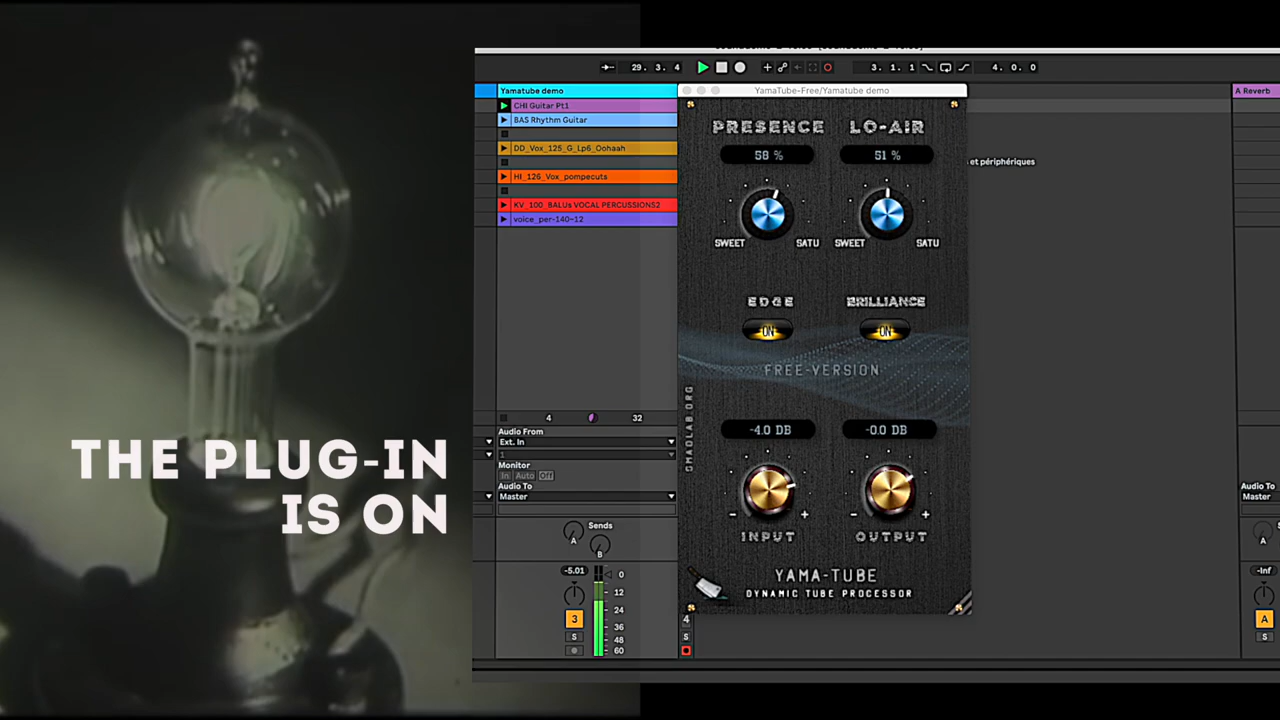 THE PLUG-IN
IS ON
29. 3. 4
3. 1. 1
4. 0. 0
Yamatube demo
CHI Guitar Pt1
BAS Rhythm Guitar
DD_Vox_125_G_Lp6_Oohaah
HI_126_Vox_pompecuts
KV_100_BALUs VOCAL PERCUSSIONS2
voice_per-140-12
4
32
Audio From
Ext. In
1
Monitor
In Auto Off
Audio To
Master
Sends
A
B
-5.01
0
12
24
36
48
60
3
S
4
S
YamaTube-Free/Yamatube demo
PRESENCE
LO-AIR
58 %
51 %
SWEET SATU
SWEET SATU
EDGE
BRILLIANCE
ON
ON
FREE-VERSION
GMADLAB.ORG
-4.0 DB
-0.0 DB
- +
- +
INPUT
OUTPUT
YAMA-TUBE
DYNAMIC TUBE PROCESSOR
et périphériques
A Reverb
Audio To
Master
A
-Inf
A
S